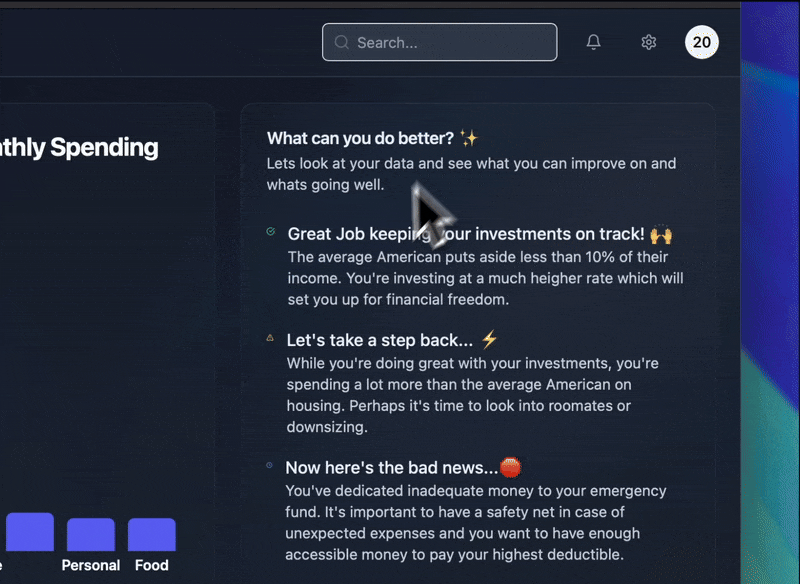 Search...
20
thly Spending
What can you do better? ✨
Lets look at your data and see what you can improve on and
whats going well.
Great Job keeping your investments on track! 🙌
The average American puts aside less than 10% of their
income. You're investing at a much heigher rate which will
set you up for financial freedom.
Let's take a step back... ⚡
While you're doing great with your investments, you're
spending a lot more than the average American on
housing. Perhaps it's time to look into roomates or
downsizing.
Now here's the bad news...🛑
You've dedicated inadequate money to your emergency
fund. It's important to have a safety net in case of
unexpected expenses and you want to have enough
accessible money to pay your highest deductible.
e Personal Food